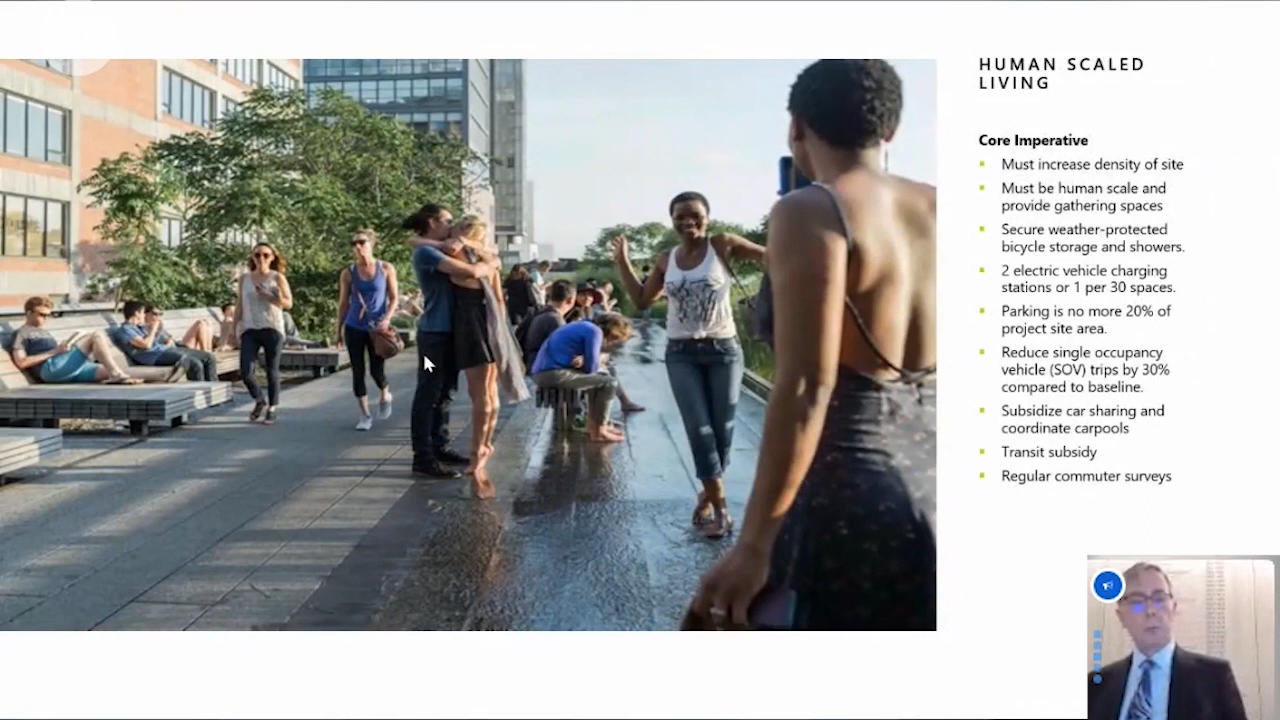 HUMAN SCALED
LIVING
Core Imperative
Must increase density of site
Must be human scale and
provide gathering spaces
Secure weather-protected
bicycle storage and showers.
2 electric vehicle charging
stations or 1 per 30 spaces.
Parking is no more 20% of
project site area.
Reduce single occupancy
vehicle (SOV) trips by 30%
compared to baseline.
Subsidize car sharing and
coordinate carpools
Transit subsidy
Regular commuter surveys